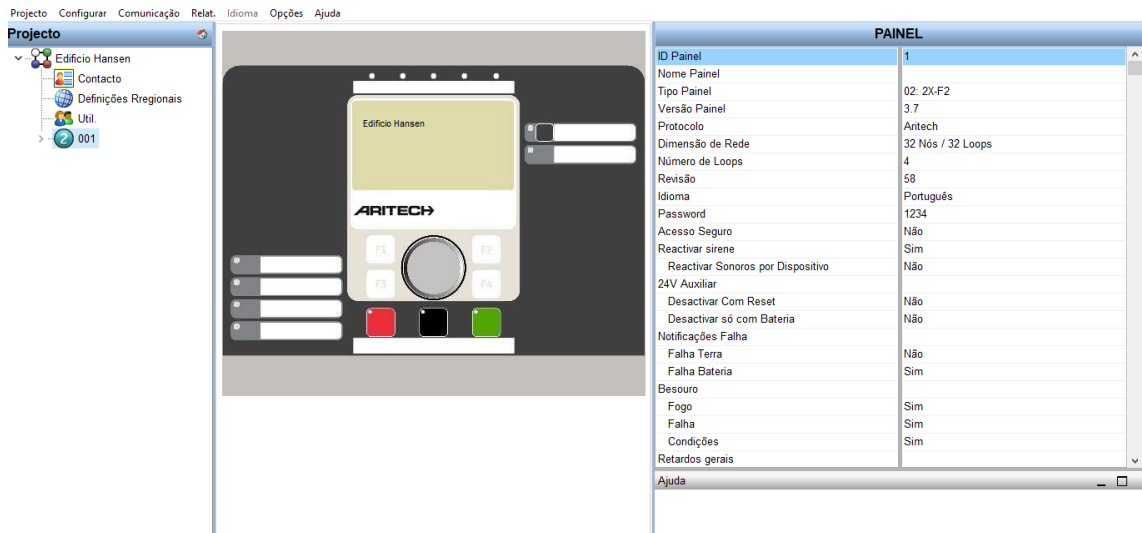 Projecto Configurar Comunicação Relat. Idioma Opções Ajuda
Projecto
Edificio Hansen
Contacto
Definições Rregionais
Util.
2 001
Edificio Hansen
ARITECH
F1 F2
F3 F4
PAINEL
ID Painel 1
Nome Painel
Tipo Painel 02: 2X-F2
Versão Painel 3.7
Protocolo Aritech
Dimensão de Rede 32 Nós / 32 Loops
Número de Loops 4
Revisão 58
Idioma Português
Password 1234
Acesso Seguro Não
Reactivar sirene Sim
Reactivar Sonoros por Dispositivo Não
24V Auxiliar
Desactivar Com Reset Não
Desactivar só com Bateria Não
Notificações Falha
Falha Terra Não
Falha Bateria Sim
Besouro
Fogo Sim
Falha Sim
Condições Sim
Retardos gerais
Ajuda